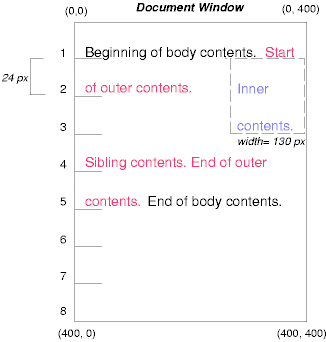 Document Window
(0,0) (0, 400)
1 Beginning of body contents. Start
24 px
2 of outer contents. Inner
3 contents.
width= 130 px
4 Sibling contents. End of outer
5 contents. End of body contents.
6
7
8
(400, 0) (400, 400)